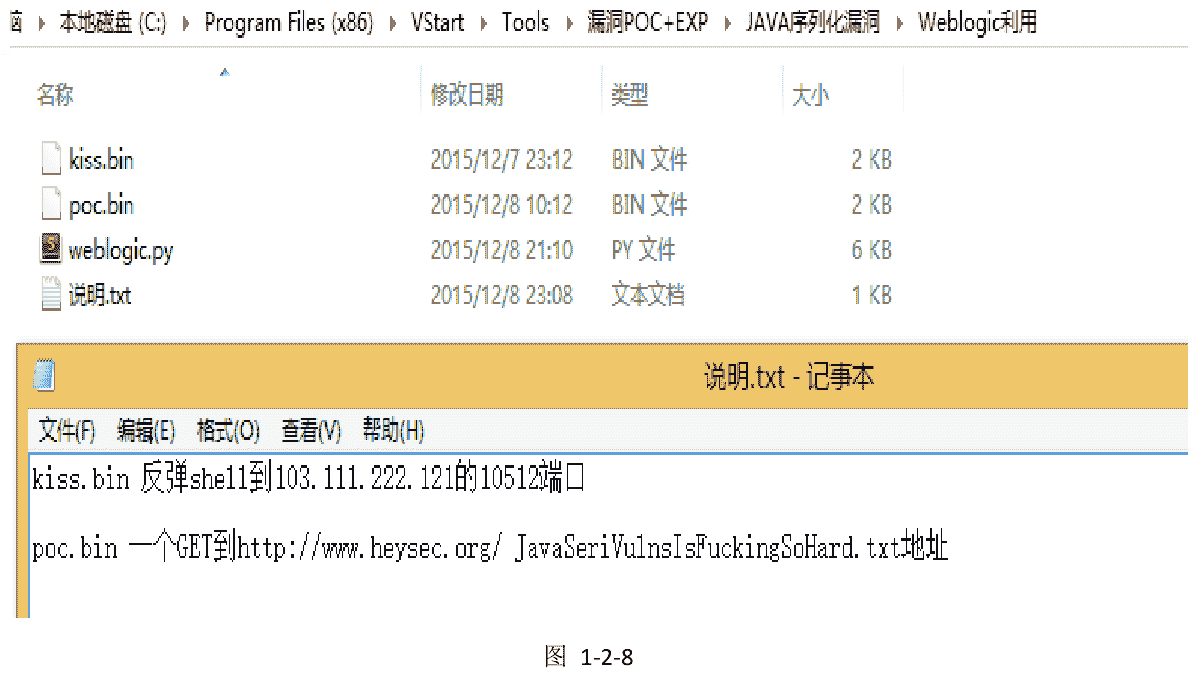 本地磁盘 (C:) ▸ Program Files (x86) ▸ VStart ▸ Tools ▸ 漏洞POC+EXP ▸ JAVA序列化漏洞 ▸ Weblogic利用
名称 修改日期 类型 大小
kiss.bin 2015/12/7 23:12 BIN 文件 2 KB
poc.bin 2015/12/8 10:12 BIN 文件 2 KB
weblogic.py 2015/12/8 21:10 PY 文件 6 KB
说明.txt 2015/12/8 23:08 文本文档 1 KB
说明.txt - 记事本
文件(F) 编辑(E) 格式(O) 查看(V) 帮助(H)
kiss.bin 反弹shell到103.111.222.121的10512端口
poc.bin 一个GET到http://www.heysec.org/ JavaSeriVulnsIsFuckingSoHard.txt地址
图 1-2-8